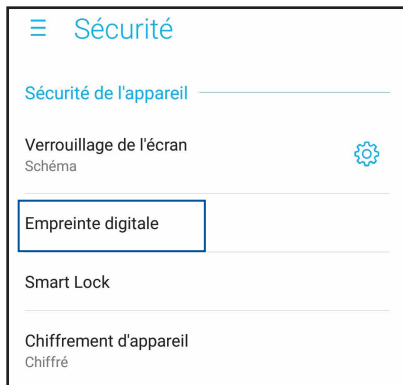 Sécurité
Sécurité de l'appareil
Verrouillage de l'écran
Schéma
Empreinte digitale
Smart Lock
Chiffrement d'appareil
Chiffré